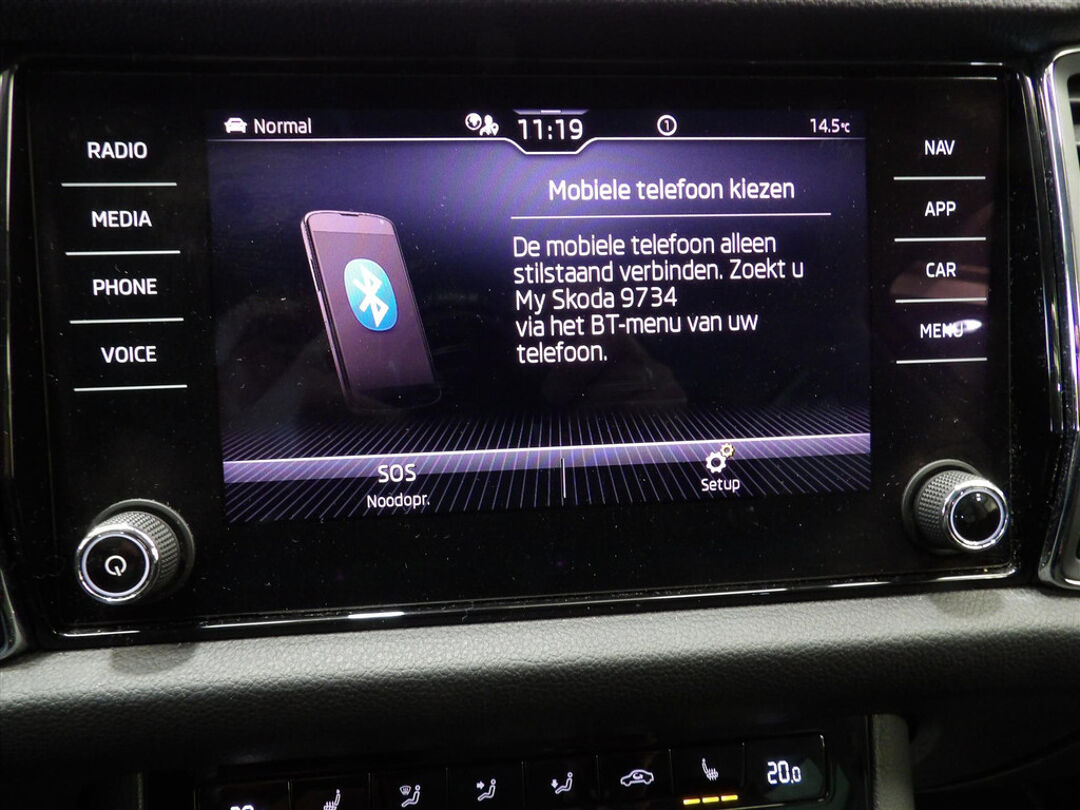 Normal
11:19
1
14.5°C
RADIO
MEDIA
PHONE
VOICE
Mobiele telefoon kiezen
De mobiele telefoon alleen
stilstaand verbinden. Zoekt u
My Skoda 9734
via het BT-menu van uw
telefoon.
SOS
Noodopr.
Setup
NAV
APP
CAR
MENU
20.0